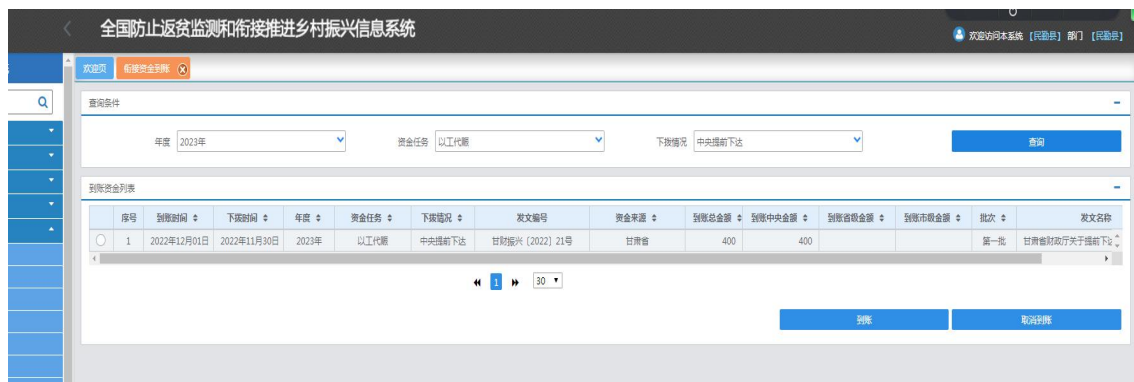 全国防止返贫监测和衔接推进乡村振兴信息系统
欢迎访问本系统 [民勤县] 部门 [民勤县]
欢迎页 衔接资金到账
查询条件
年度 2023年 资金任务 以工代赈 下拨情况 中央提前下达 查询
到账资金列表
序号 到账时间 下拨时间 年度 资金任务 下拨情况 发文编号 资金来源 到账总金额 到账中央金额 到账省级金额 到账市级金额 批次 发文名称
1 2022年12月01日 2022年11月30日 2023年 以工代赈 中央提前下达 甘财振兴〔2022〕21号 甘肃省 400 400 第一批 甘肃省财政厅关于提前下达
1 30
到账 取消到账